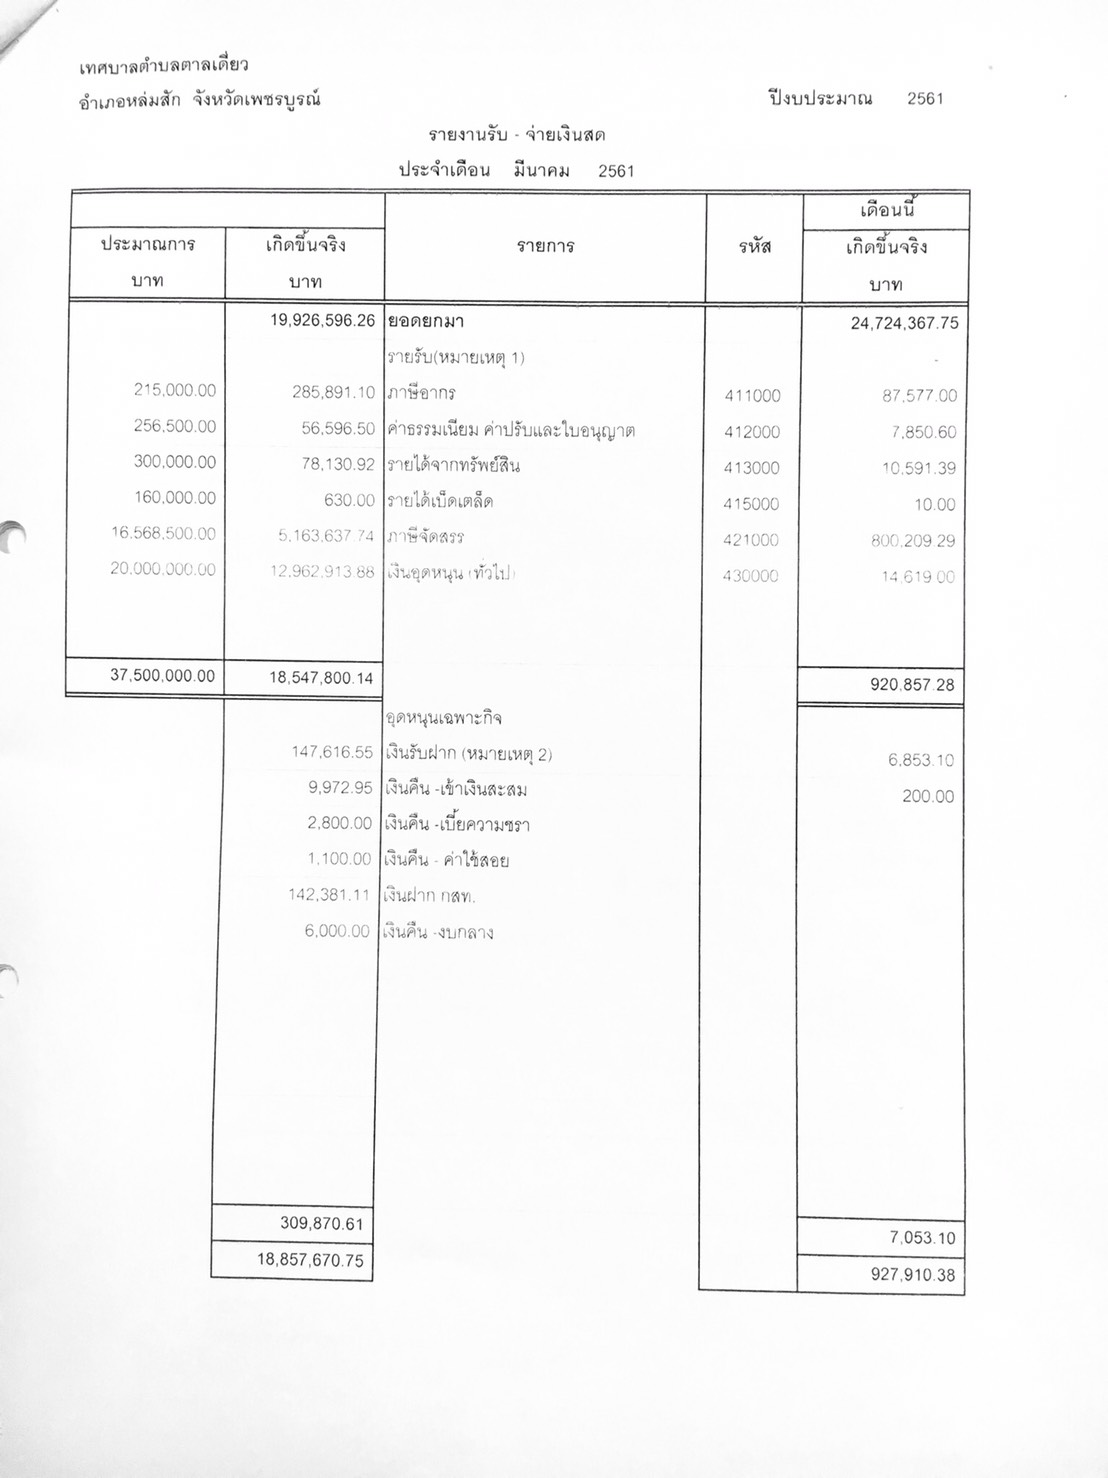 เทศบาลตำบลตาลเดี่ยว
อำเภอหล่มสัก จังหวัดเพชรบูรณ์ ปีงบประมาณ 2561
รายงานรับ - จ่ายเงินสด
ประจำเดือน มีนาคม 2561
เดือนนี้
ประมาณการ เกิดขึ้นจริง รายการ รหัส เกิดขึ้นจริง
บาท บาท บาท
19,926,596.26 ยอดยกมา 24,724,367.75
รายรับ(หมายเหตุ 1) -
215,000.00 285,891.10 ภาษีอากร 411000 87,577.00
256,500.00 56,596.50 ค่าธรรมเนียม ค่าปรับและใบอนุญาต 412000 7,850.60
300,000.00 78,130.92 รายได้จากทรัพย์สิน 413000 10,591.39
160,000.00 630.00 รายได้เบ็ดเตล็ด 415000 10.00
16,568,500.00 5,163,637.74 ภาษีจัดสรร 421000 800,209.29
20,000,000.00 12,962,913.88 เงินอุดหนุน (ทั่วไป) 430000 14,619.00
37,500,000.00 18,547,800.14 920,857.28
อุดหนุนเฉพาะกิจ
147,616.55 เงินรับฝาก (หมายเหตุ 2) 6,853.10
9,972.95 เงินคืน -เข้าเงินสะสม 200.00
2,800.00 เงินคืน -เบี้ยความชรา
1,100.00 เงินคืน - ค่าใช้สอย
142,381.11 เงินฝาก กสท.
6,000.00 เงินคืน -งบกลาง
309,870.61 7,053.10
18,857,670.75 927,910.38